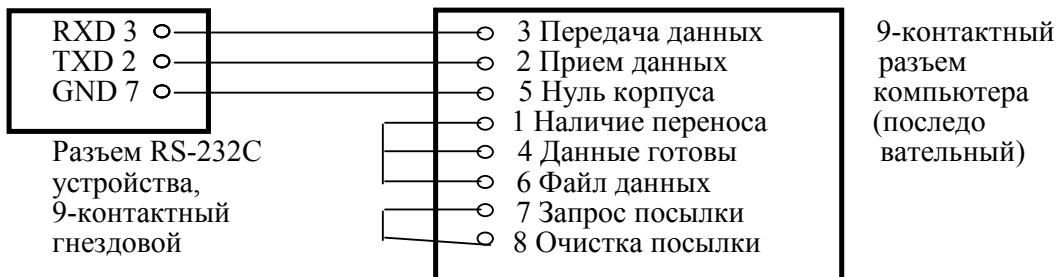 RXD 3
TXD 2
GND 7
Разъем RS-232C
устройства,
9-контактный
гнездовой
3 Передача данных
2 Прием данных
5 Нуль корпуса
1 Наличие переноса
4 Данные готовы
6 Файл данных
7 Запрос посылки
8 Очистка посылки
9-контактный
разъем
компьютера
(последо
вательный)